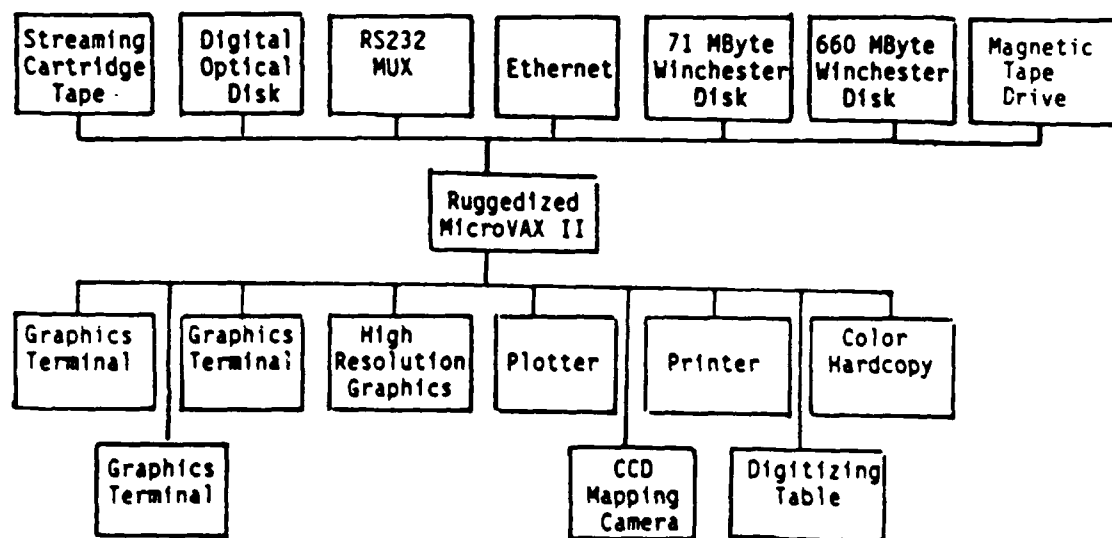 Streaming
Cartridge
Tape
Digital
Optical
Disk
RS232
MUX
Ethernet
71 MByte
Winchester
Disk
660 MByte
Winchester
Disk
Magnetic
Tape
Drive
Ruggedized
MicroVAX II
Graphics
Terminal
Graphics
Terminal
High
Resolution
Graphics
Plotter
Printer
Color
Hardcopy
Graphics
Terminal
CCD
Mapping
Camera
Digitizing
Table